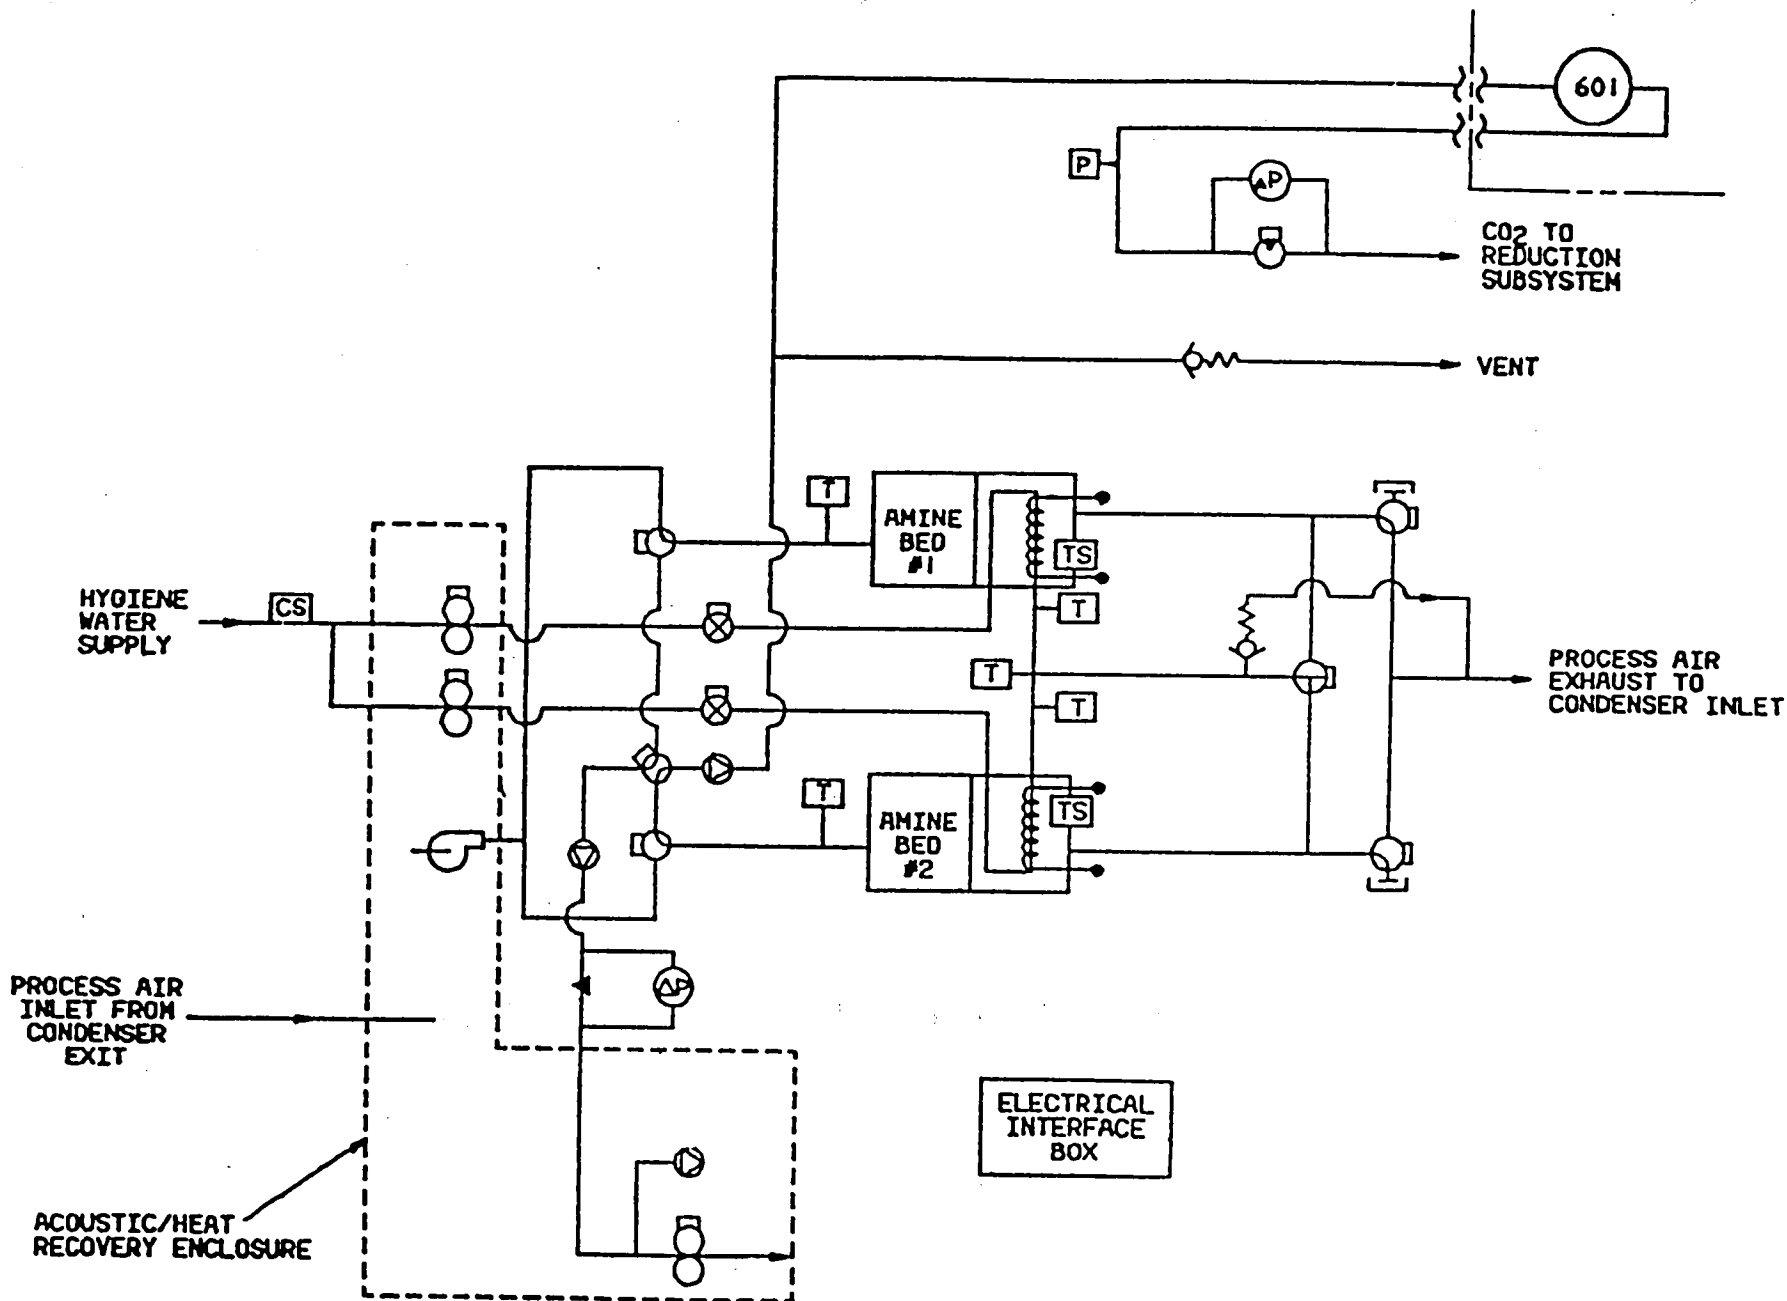 601
P
ΔP
CO2 TO
REDUCTION
SUBSYSTEM
VENT
T
AMINE
BED
#1
TS
HYGIENE
WATER
SUPPLY
CS
T
T
T
PROCESS AIR
EXHAUST TO
CONDENSER INLET
T
AMINE
BED
#2
TS
PROCESS AIR
INLET FROM
CONDENSER
EXIT
ΔP
ELECTRICAL
INTERFACE
BOX
ACOUSTIC/HEAT
RECOVERY ENCLOSURE